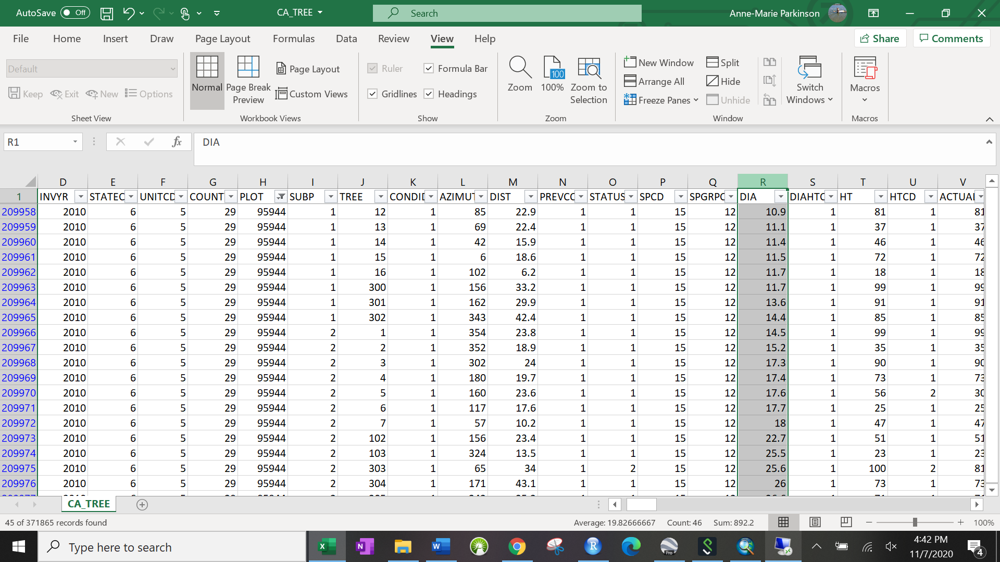 AutoSave Off CA_TREE Search Anne-Marie Parkinson
File Home Insert Draw Page Layout Formulas Data Review View Help Share Comments
Default
Keep Exit New Options
Sheet View
Normal
Page Break Preview
Page Layout
Custom Views
Workbook Views
Ruler Formula Bar
Gridlines Headings
Show
Zoom
100
100%
Zoom to Selection
Zoom
New Window Split
Arrange All Hide
Freeze Panes Unhide
Switch Windows
Window
Macros
Macros
R1 fx DIA
D E F G H I J K L M N O P Q R S T U V
1 INVYR STATEC UNITCD COUNT PLOT SUBP TREE CONDID AZIMUT DIST PREVCO STATUS SPCD SPGRPC DIA DIAHTC HT HTCD ACTUAL
209958 2010 6 5 29 95944 1 12 1 85 22.9 1 1 15 12 10.9 1 81 1 81
209959 2010 6 5 29 95944 1 13 1 69 22.4 1 1 15 12 11.1 1 37 1 37
209960 2010 6 5 29 95944 1 14 1 42 15.9 1 1 15 12 11.4 1 46 1 46
209961 2010 6 5 29 95944 1 15 1 6 18.6 1 1 15 12 11.5 1 72 1 72
209962 2010 6 5 29 95944 1 16 1 102 6.2 1 1 15 12 11.7 1 18 1 18
209963 2010 6 5 29 95944 1 300 1 156 33.2 1 1 15 12 11.7 1 99 1 99
209964 2010 6 5 29 95944 1 301 1 162 29.9 1 1 15 12 13.6 1 91 1 91
209965 2010 6 5 29 95944 1 302 1 343 42.4 1 1 15 12 14.4 1 85 1 85
209966 2010 6 5 29 95944 2 1 1 354 23.8 1 1 15 12 14.5 1 99 1 99
209967 2010 6 5 29 95944 2 2 1 352 18.9 1 1 15 12 15.2 1 35 1 35
209968 2010 6 5 29 95944 2 3 1 302 24 1 1 15 12 17.3 1 90 1 90
209969 2010 6 5 29 95944 2 4 1 180 19.7 1 1 15 12 17.4 1 73 1 73
209970 2010 6 5 29 95944 2 5 1 160 23.6 1 1 15 12 17.6 1 56 2 30
209971 2010 6 5 29 95944 2 6 1 117 17.6 1 1 15 12 17.7 1 25 1 25
209972 2010 6 5 29 95944 2 7 1 57 10.2 1 1 15 12 18 1 47 1 47
209973 2010 6 5 29 95944 2 102 1 156 23.4 1 1 15 12 22.7 1 51 1 51
209974 2010 6 5 29 95944 2 103 1 324 13.5 1 1 15 12 25.5 1 23 1 23
209975 2010 6 5 29 95944 2 303 1 65 34 1 2 15 12 25.6 1 100 2 81
209976 2010 6 5 29 95944 2 304 1 171 43.1 1 1 15 12 26 1 73 1 73
CA_TREE
45 of 371865 records found Average: 19.82666667 Count: 46 Sum: 892.2 100%
Type here to search
4:42 PM
11/7/2020
4